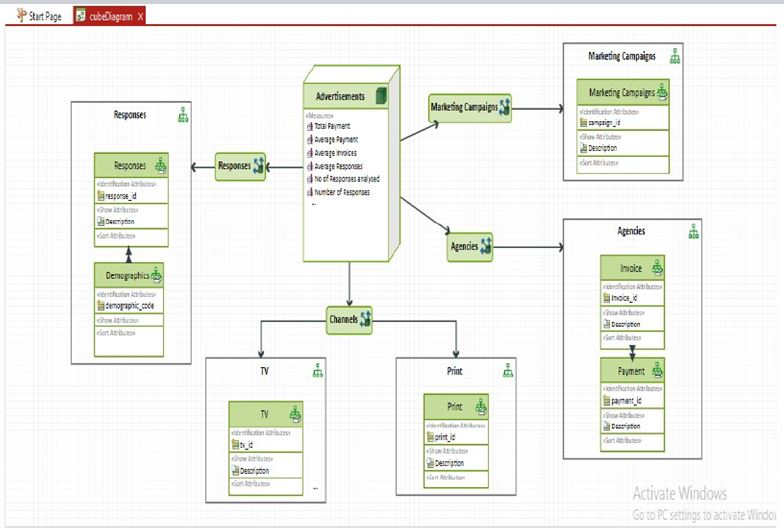 Start Page
cubeDiagram X
Advertisements
«Measures»
Total Payment
Average Payment
Average Invoices
Average Responses
No of Responses analysed
Number of Responses
...
Responses
Responses
«Identification Attributes»
response_id
«Show Attributes»
Description
«Sort Attributes»
Demographics
«Identification Attributes»
demographic_code
«Show Attributes»
«Sort Attributes»
Responses
Marketing Campaigns
Marketing Campaigns
Marketing Campaigns
«Identification Attributes»
campaign_id
«Show Attributes»
Description
«Sort Attributes»
Agencies
Agencies
Invoice
«Identification Attributes»
Invoice_id
«Show Attributes»
Description
«Sort Attributes»
Payment
«Identification Attributes»
payment_id
«Show Attributes»
Description
«Sort Attributes»
Channels
TV
TV
«Identification Attributes»
tv_id
«Show Attributes»
Description
«Sort Attributes»
...
Print
Print
«Identification Attributes»
print_id
«Show Attributes»
Description
«Sort Attributes»
Activate Windows
Go to PC settings to activate Windo